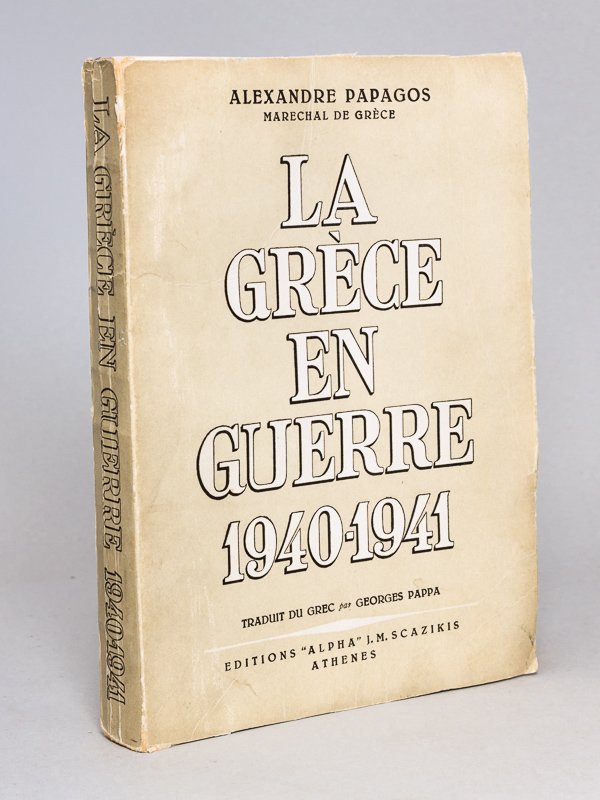 ALEXANDRE PAPAGOS
MARECHAL DE GRÈCE
LA
GRÈCE
EN
GUERRE
1940-1941
TRADUIT DU GREC par GEORGES PAPPA
EDITIONS "ALPHA" J.M. SCAZIKIS
ATHENES
LA GRÈCE EN GUERRE 1940-1941